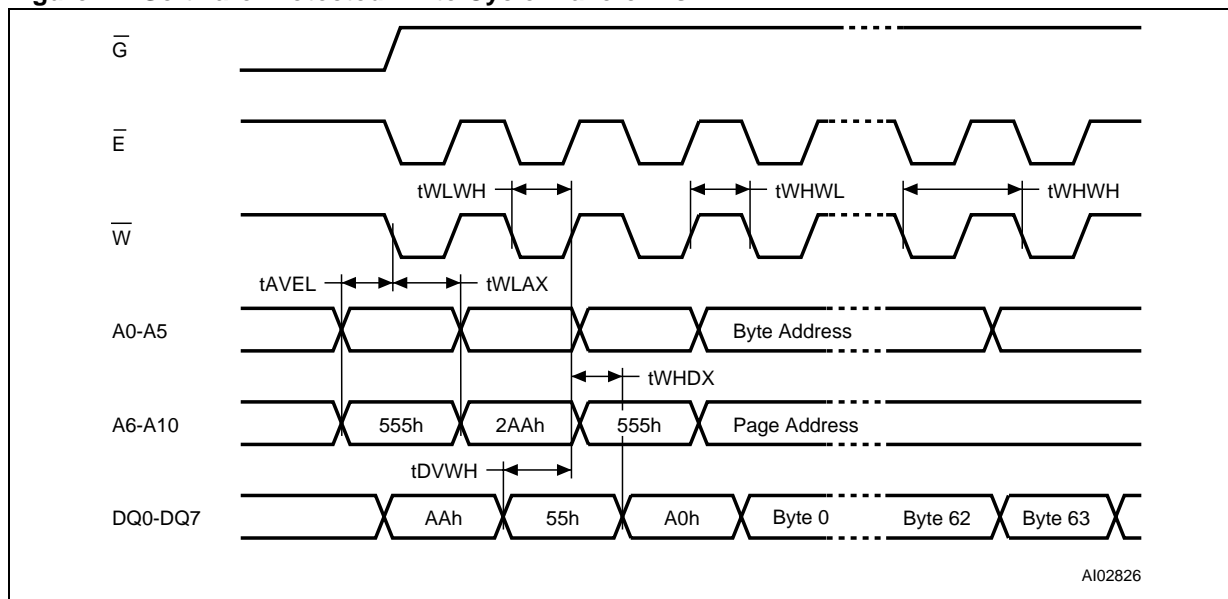 G
E
tWLWH
tWHWL
tWHWH
W
tAVEL
tWLAX
A0-A5
Byte Address
tWHDX
A6-A10
555h
2AAh
555h
Page Address
tDVWH
DQ0-DQ7
AAh
55h
A0h
Byte 0
Byte 62
Byte 63
AI02826